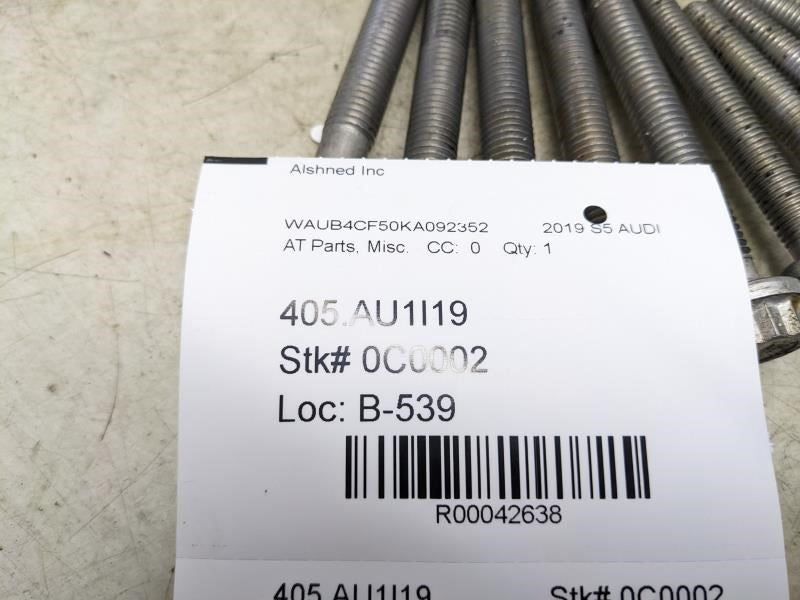 Alshned Inc
WAUB4CF50KA092352 2019 S5 AUDI
AT Parts, Misc. CC: 0 Qty: 1
405.AU1I19
Stk# 0C0002
Loc: B-539
R00042638
405.AU1I19 Stk# 0C0002